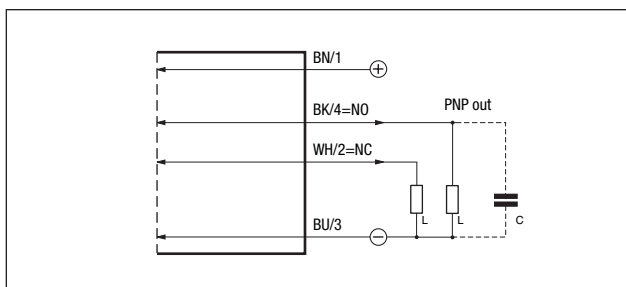 BN/1
+
BK/4=NO
PNP out
WH/2=NC
L
L
C
BU/3
−